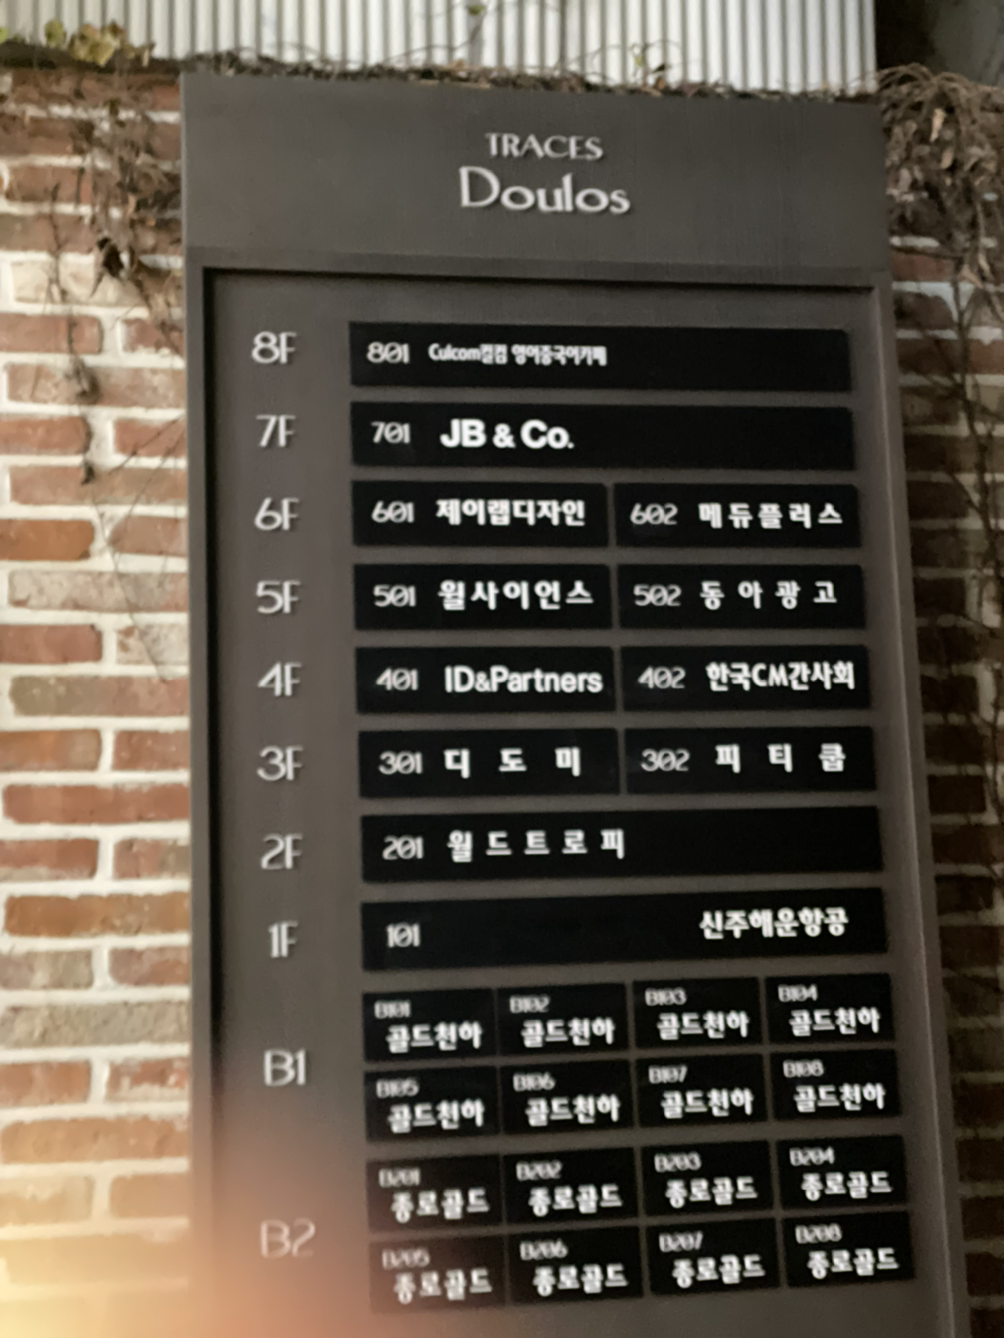 TRACES
Doulos
8F 801 Culcom컬컴 영어중국어카페
7F 701 JB & Co.
6F 601 제이랩디자인 602 메듀플러스
5F 501 월사이언스 502 동아광고
4F 401 ID&Partners 402 한국CM간사회
3F 301 디도미 302 피티쿱
2F 201 월드트로피
1F 101 신주해운항공
B1
B101 B102 B103 B104
골드천하 골드천하 골드천하 골드천하
B105 B106 B107 B108
골드천하 골드천하 골드천하 골드천하
B2
B201 B202 B203 B204
종로골드 종로골드 종로골드 종로골드
B205 B206 B207 B208
종로골드 종로골드 종로골드 종로골드